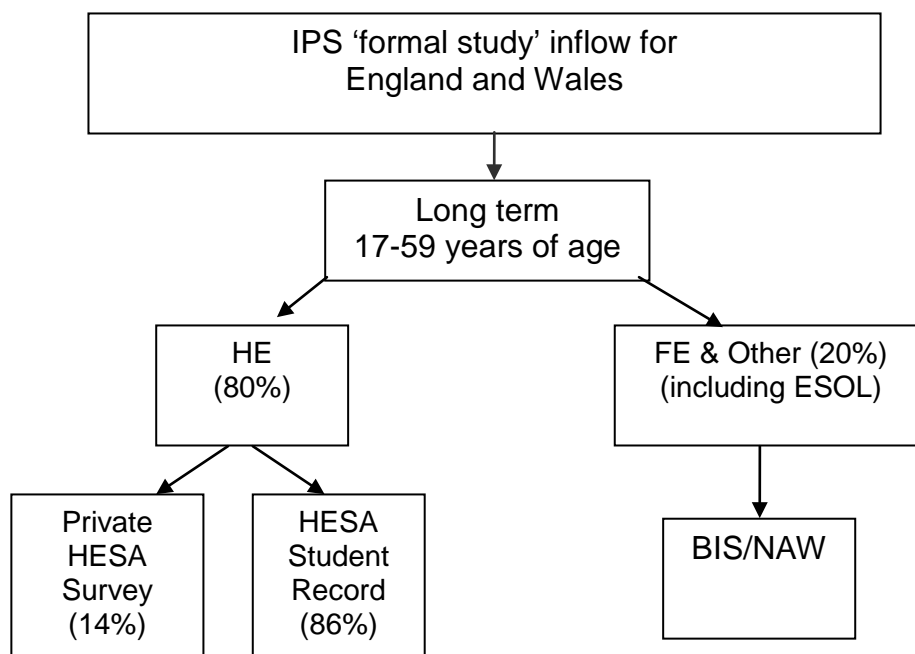 IPS ‘formal study’ inflow for
England and Wales
Long term
17-59 years of age
HE
(80%)
FE & Other (20%)
(including ESOL)
Private
HESA
Survey
(14%)
HESA
Student
Record
(86%)
BIS/NAW